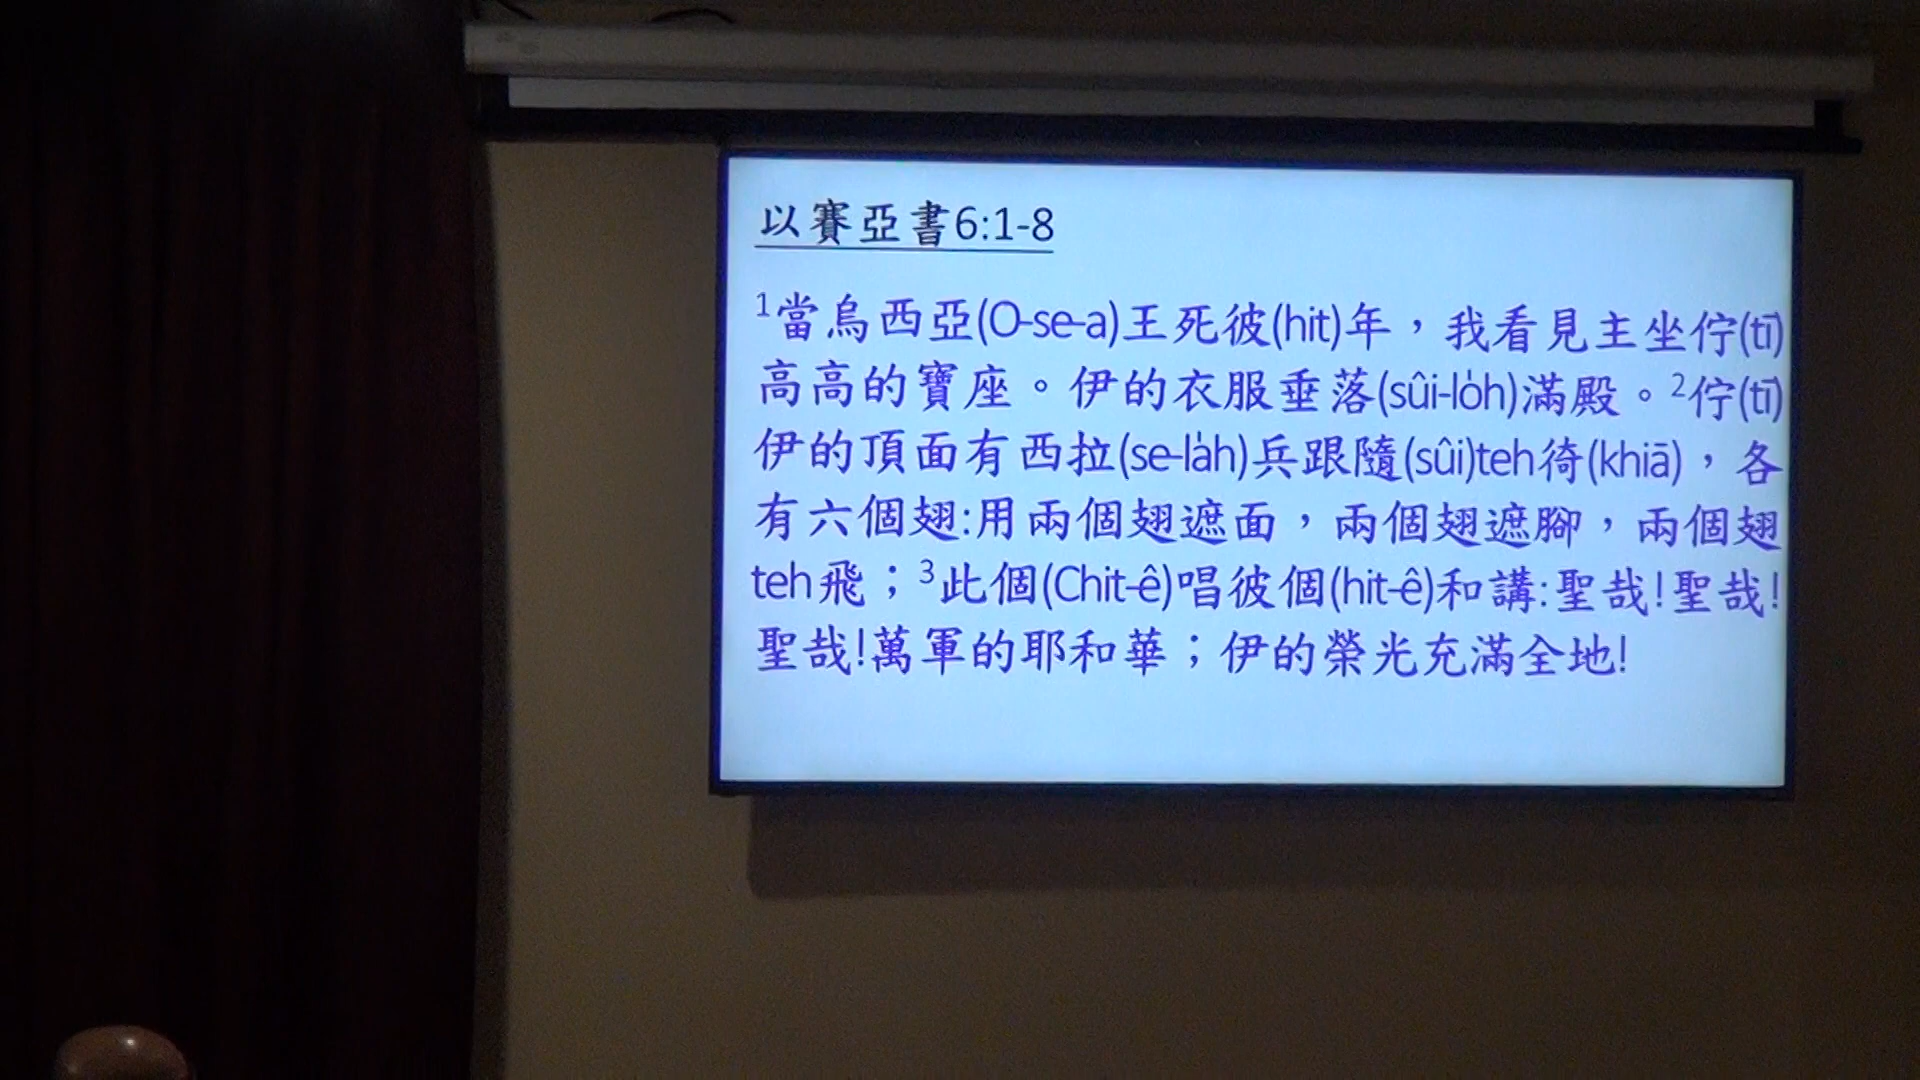 以賽亞書6:1-8
1當烏西亞(O-se-a)王死彼(hit)年，我看見主坐佇(tī)
高高的寶座。伊的衣服垂落(sûi-lo̍h)滿殿。2佇(tī)
伊的頂面有西拉(se-la̍h)兵跟隨(sûi)teh徛(khiā)，各
有六個翅:用兩個翅遮面，兩個翅遮腳，兩個翅
teh飛；3此個(Chit-ê)唱彼個(hit-ê)和講:聖哉!聖哉!
聖哉!萬軍的耶和華；伊的榮光充滿全地!